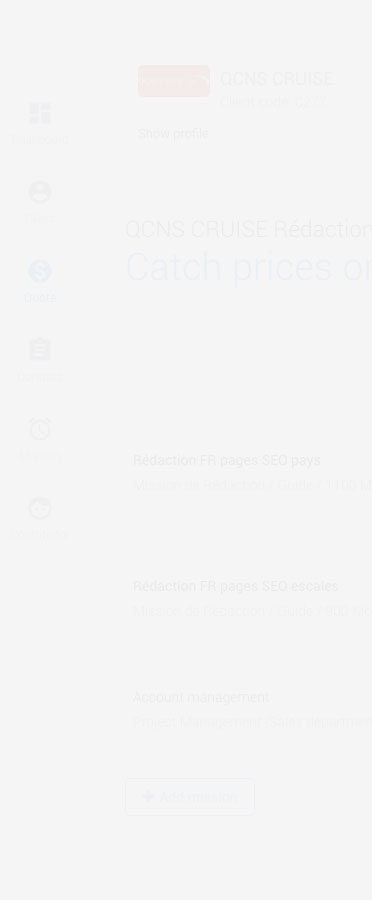 QCNS CRUISE
Client code: C277
Show profile
Dashboard
Client
Quote
Contract
Mission
Contributor
QCNS CRUISE Rédaction
Catch prices or
Rédaction FR pages SEO pays
Mission de Rédaction / Guide / 1100 Mo
Rédaction FR pages SEO escales
Mission de Rédaction / Guide / 900 Mo
Account management
Project Management (Sales departmen
Add mission